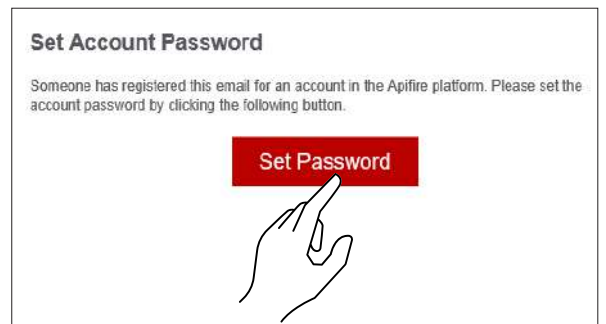 Set Account Password
Someone has registered this email for an account in the Apifire platform. Please set the
account password by clicking the following button.
Set Password